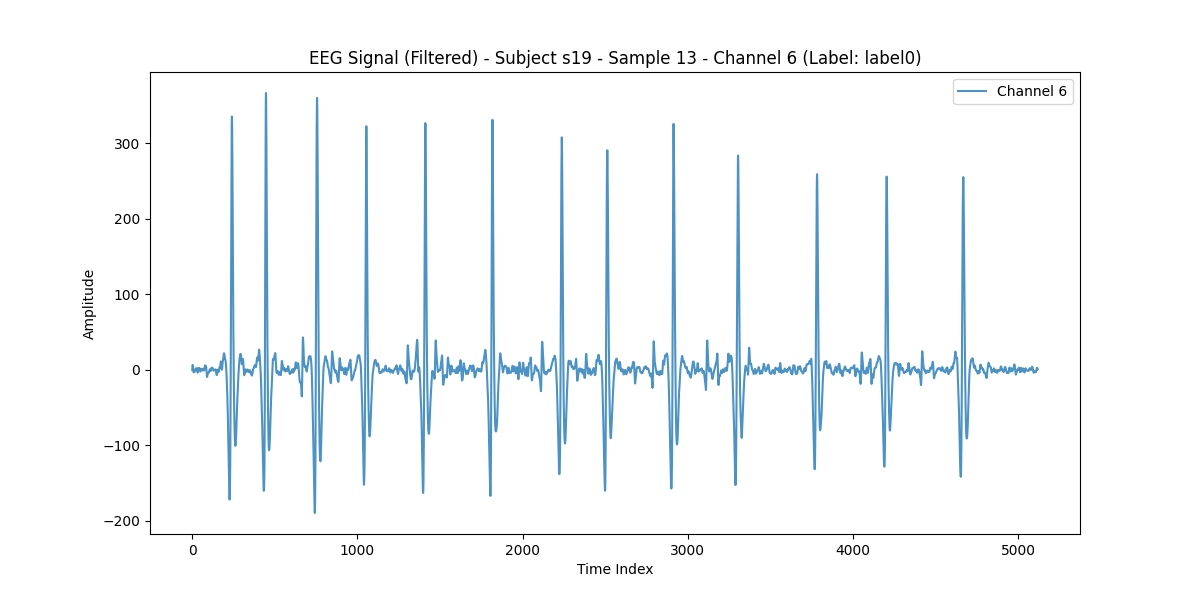 EEG Signal (Filtered) - Subject s19 - Sample 13 - Channel 6 (Label: label0)
Channel 6
300
200
100
0
−100
−200
Amplitude
0 1000 2000 3000 4000 5000
Time Index